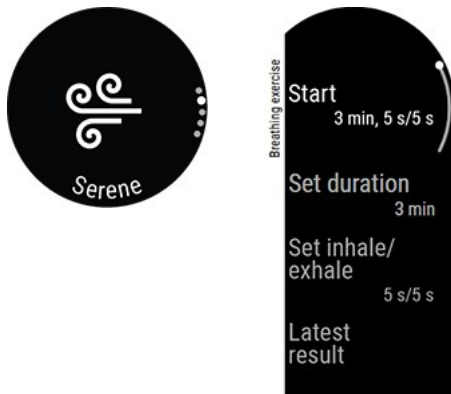 Serene
Breathing exercise
Start
3 min, 5 s/5 s
Set duration
3 min
Set inhale/
exhale
5 s/5 s
Latest
result